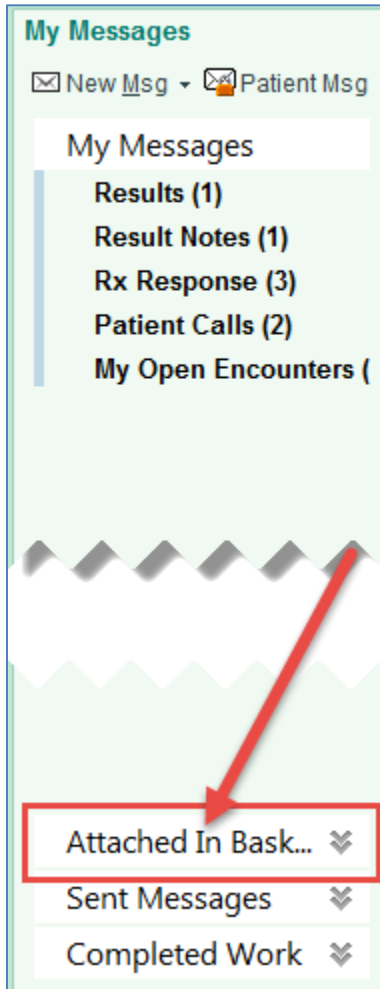 My Messages
New Msg Patient Msg
My Messages
Results (1)
Result Notes (1)
Rx Response (3)
Patient Calls (2)
My Open Encounters (
Attached In Bask...
Sent Messages
Completed Work